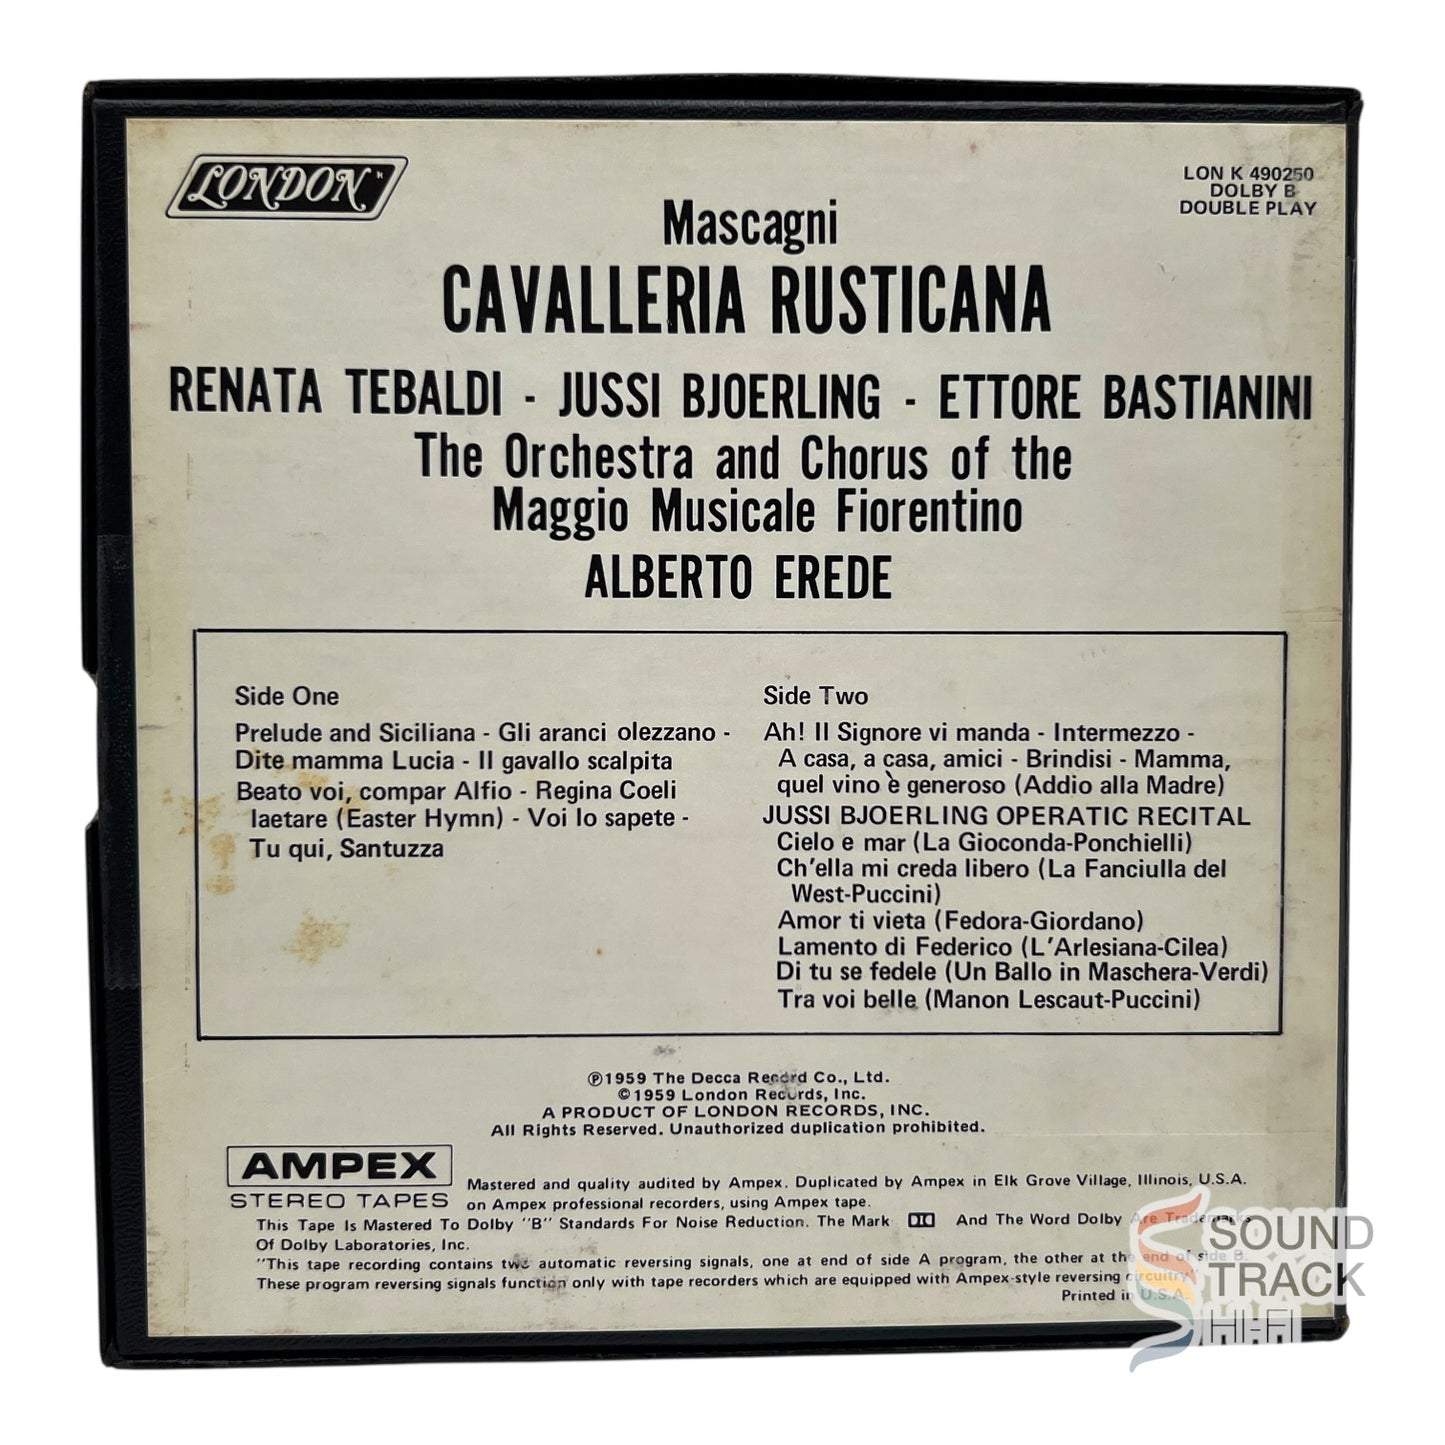 LONDON
LON K 490250
DOLBY B
DOUBLE PLAY
Mascagni
CAVALLERIA RUSTICANA
RENATA TEBALDI - JUSSI BJOERLING - ETTORE BASTIANINI
The Orchestra and Chorus of the
Maggio Musicale Fiorentino
ALBERTO EREDE
Side One
Prelude and Siciliana - Gli aranci olezzano -
Dite mamma Lucia - Il gavallo scalpita
Beato voi, compar Alfio - Regina Coeli
laetare (Easter Hymn) - Voi lo sapete -
Tu qui, Santuzza
Side Two
Ah! Il Signore vi manda - Intermezzo -
A casa, a casa, amici - Brindisi - Mamma,
quel vino è generoso (Addio alla Madre)
JUSSI BJOERLING OPERATIC RECITAL
Cielo e mar (La Gioconda-Ponchielli)
Ch'ella mi creda libero (La Fanciulla del
West-Puccini)
Amor ti vieta (Fedora-Giordano)
Lamento di Federico (L'Arlesiana-Cilea)
Di tu se fedele (Un Ballo in Maschera-Verdi)
Tra voi belle (Manon Lescaut-Puccini)
℗1959 The Decca Record Co., Ltd.
©1959 London Records, Inc.
A PRODUCT OF LONDON RECORDS, INC.
All Rights Reserved. Unauthorized duplication prohibited.
AMPEX
STEREO TAPES
Mastered and quality audited by Ampex. Duplicated by Ampex in Elk Grove Village, Illinois, U.S.A.
on Ampex professional recorders, using Ampex tape.
This Tape Is Mastered To Dolby "B" Standards For Noise Reduction. The Mark And The Word Dolby Are Trademarks
Of Dolby Laboratories, Inc.
"This tape recording contains two automatic reversing signals, one at end of side A program, the other at the end of side B.
These program reversing signals function only with tape recorders which are equipped with Ampex-style reversing circuitry
Printed in U.S.A.
SOUND
TRACK